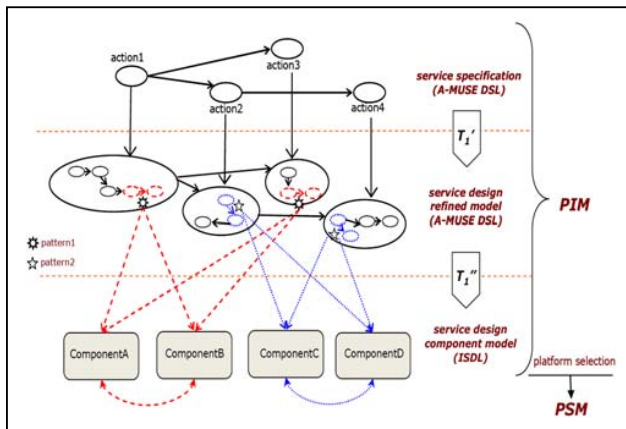 action1
action3
action2
action4
service specification
(A-MUSE DSL)
T1'
service design
refined model
(A-MUSE DSL)
PIM
pattern1
pattern2
T1''
ComponentA
ComponentB
ComponentC
ComponentD
service design
component model
(ISDL)
platform selection
PSM